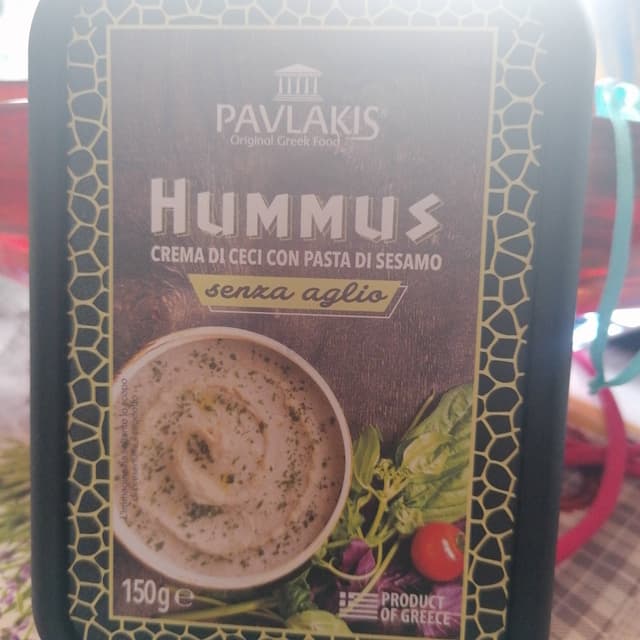 PAVLAKIS
Original Greek Food
HUMMUS
CREMA DI CECI CON PASTA DI SESAMO
senza aglio
150g e
PRODUCT
OF GREECE